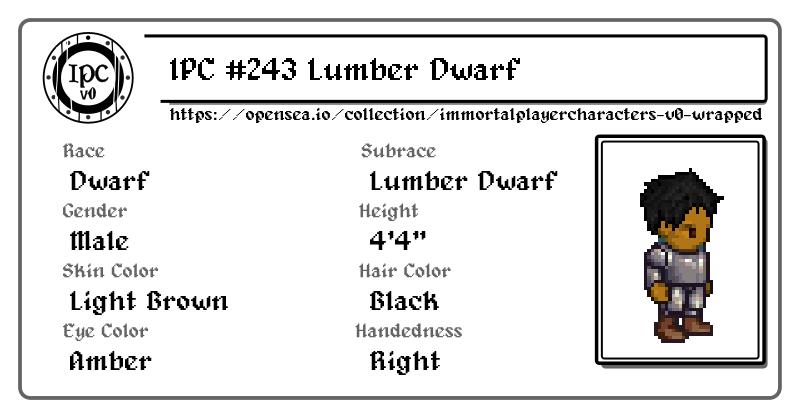 IPC v0
1PC #243 Lumber Dwarf
https://opensea.io/collection/immortalplayercharacters-v0-wrapped
Race
Subrace
Dwarf
Lumber Dwarf
Gender
Height
Male
4'4"
Skin Color
Hair Color
Light Brown
Black
Eye Color
Handedness
Amber
Right